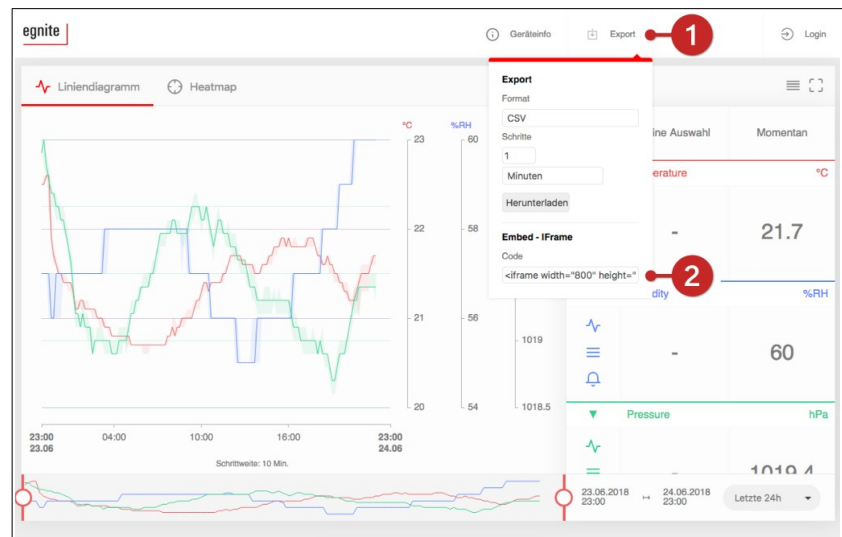 egnite
Geräteinfo
Export
1
Login
Liniendiagramm
Heatmap
Export
Format
CSV
Schritte
1
Minuten
Herunterladen
Embed - IFrame
Code
<iframe width="800" height="
2
°C
%RH
23
60
22
58
21
56
20
54
1019
1018.5
23:00
23.06
04:00
10:00
16:00
23:00
24.06
Schrittweite: 10 Min.
ine Auswahl
Momentan
erature
°C
-
21.7
dity
%RH
-
60
Pressure
hPa
-
1019.4
23.06.2018
23:00
24.06.2018
23:00
Letzte 24h